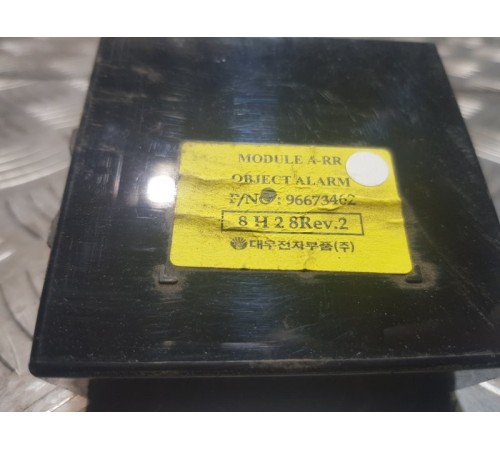 MODULE A-RR
OBJECT ALARM
P/NO : 96673462
8 H 2 8Rev.2
대우전자부품(주)